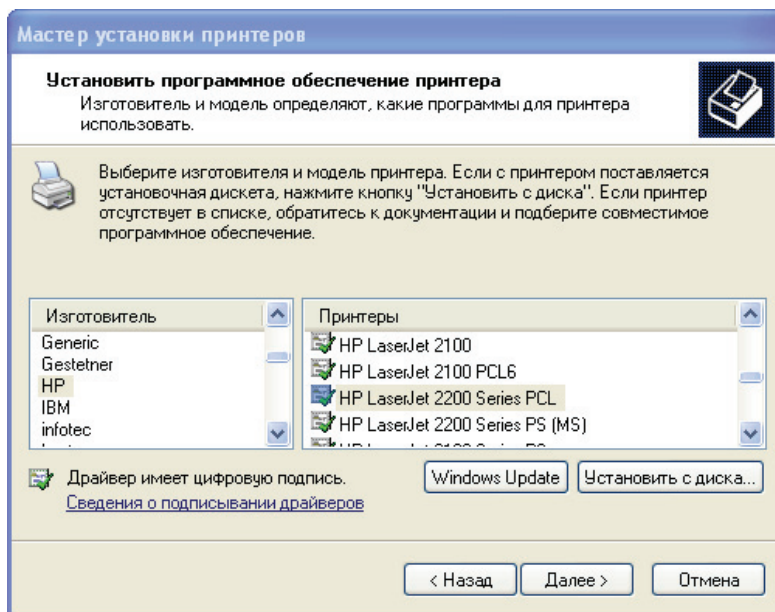 Мастер установки принтеров
Установить программное обеспечение принтера
Изготовитель и модель определяют, какие программы для принтера
использовать.
Выберите изготовителя и модель принтера. Если с принтером поставляется
установочная дискета, нажмите кнопку "Установить с диска". Если принтер
отсутствует в списке, обратитесь к документации и подберите совместимое
программное обеспечение.
Изготовитель
Generic
Gestetner
HP
IBM
infotec
Принтеры
HP LaserJet 2100
HP LaserJet 2100 PCL6
HP LaserJet 2200 Series PCL
HP LaserJet 2200 Series PS (MS)
Драйвер имеет цифровую подпись.
Сведения о подписывании драйверов
Windows Update
Установить с диска...
< Назад
Далее >
Отмена